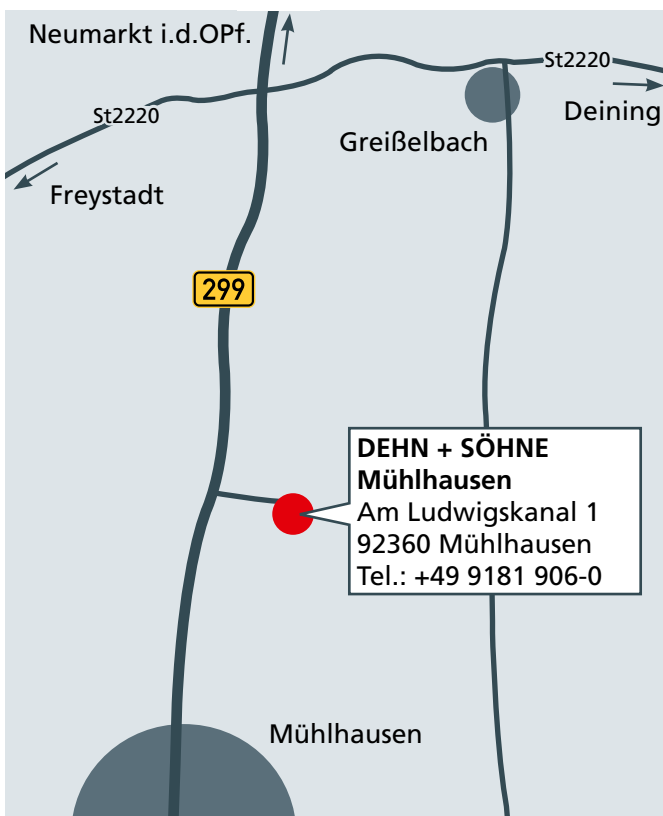 Neumarkt i.d.OPf.
St2220
St2220
Deining
Greißelbach
Freystadt
299
DEHN + SÖHNE
Mühlhausen
Am Ludwigskanal 1
92360 Mühlhausen
Tel.: +49 9181 906-0
Mühlhausen